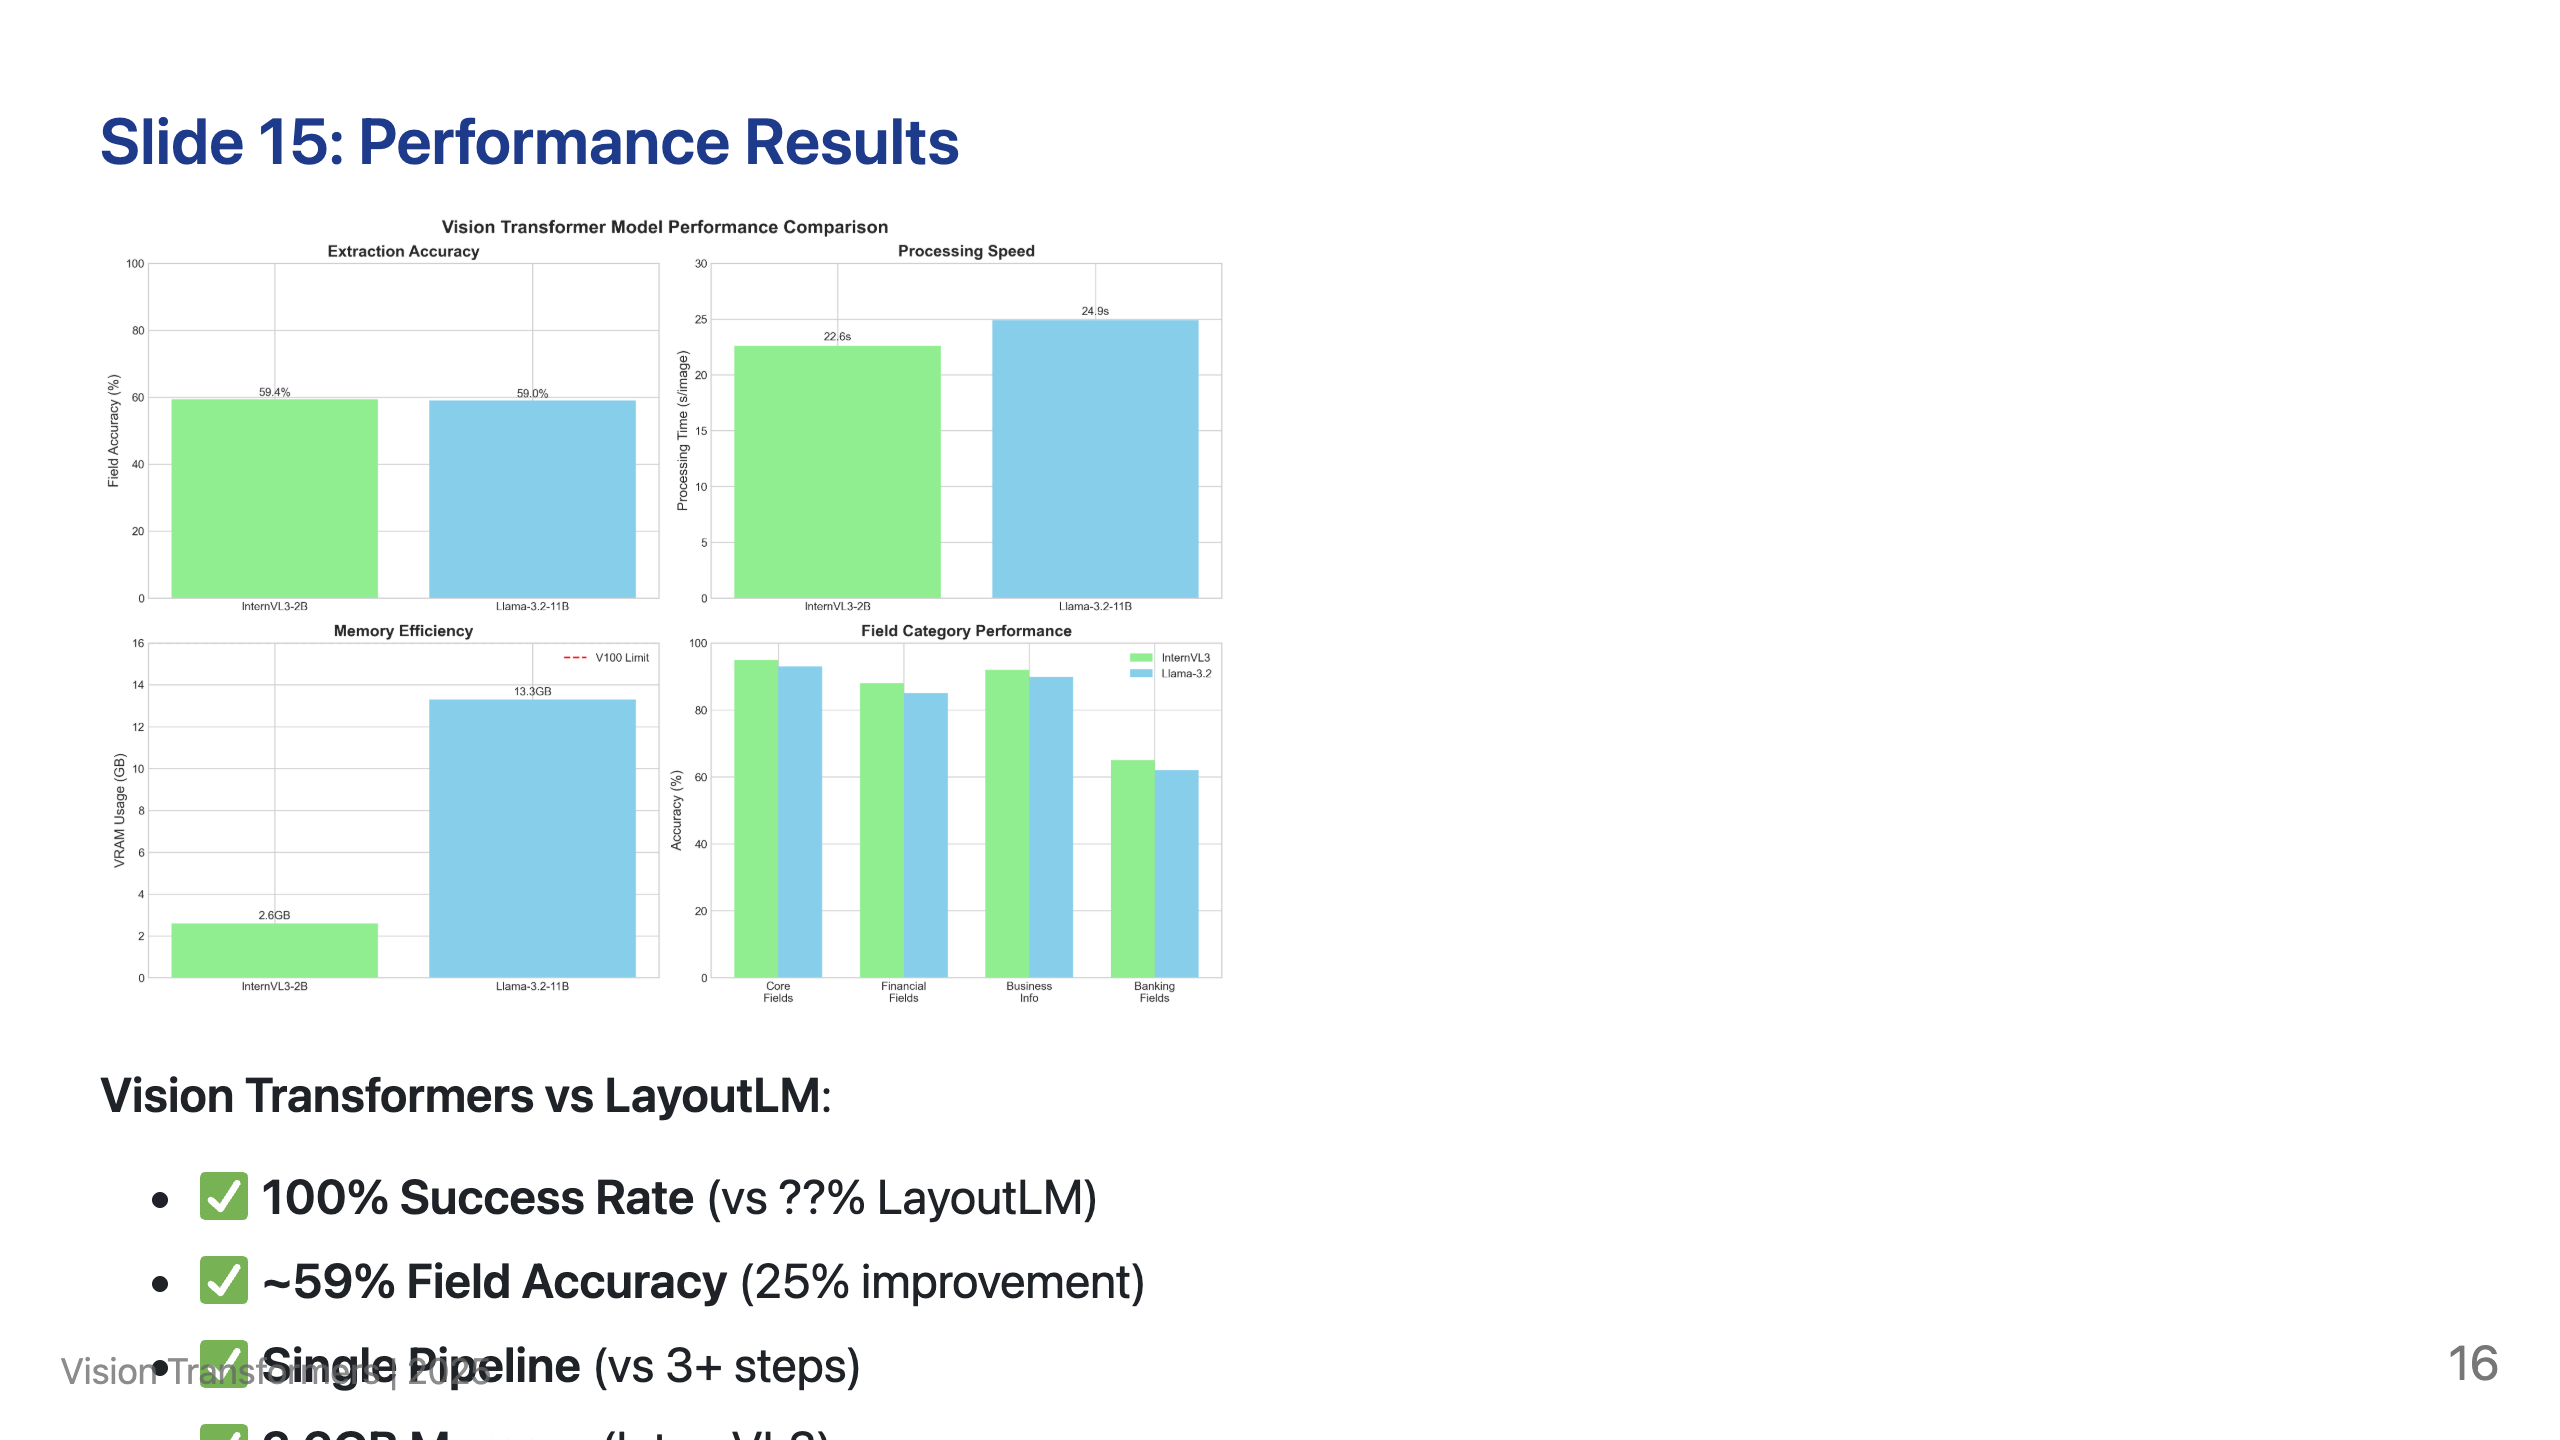 Slide 15: Performance Results
Vision Transformer Model Performance Comparison
Extraction Accuracy
100
80
60
40
20
0
Field Accuracy (%)
59.4%
59.0%
InternVL3-2B
Llama-3.2-11B
Processing Speed
30
25
20
15
10
5
0
Processing Time (s/image)
22.6s
24.9s
InternVL3-2B
Llama-3.2-11B
Memory Efficiency
16
14
12
10
8
6
4
2
0
VRAM Usage (GB)
V100 Limit
2.6GB
13.3GB
InternVL3-2B
Llama-3.2-11B
Field Category Performance
100
80
60
40
20
0
Accuracy (%)
InternVL3
Llama-3.2
Core
Fields
Financial
Fields
Business
Info
Banking
Fields
Vision Transformers vs LayoutLM:
• ✅ 100% Success Rate (vs ??% LayoutLM)
• ✅ ~59% Field Accuracy (25% improvement)
• ✅ Single Pipeline (vs 3+ steps)
Vision Transformers | 2025
16